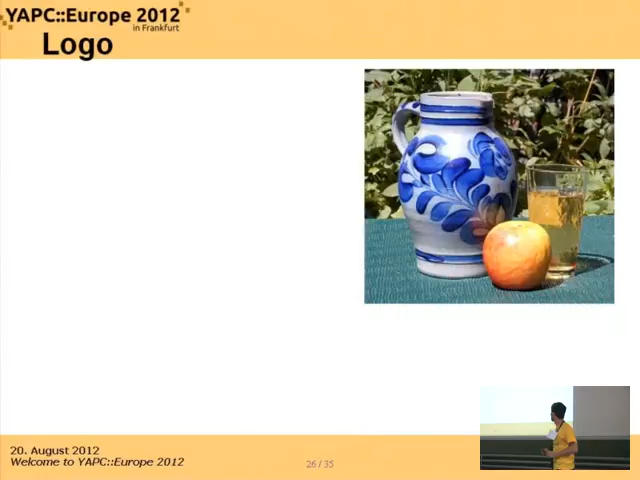 YAPC::Europe 2012
in Frankfurt
Logo
20. August 2012
Welcome to YAPC::Europe 2012
26 / 35